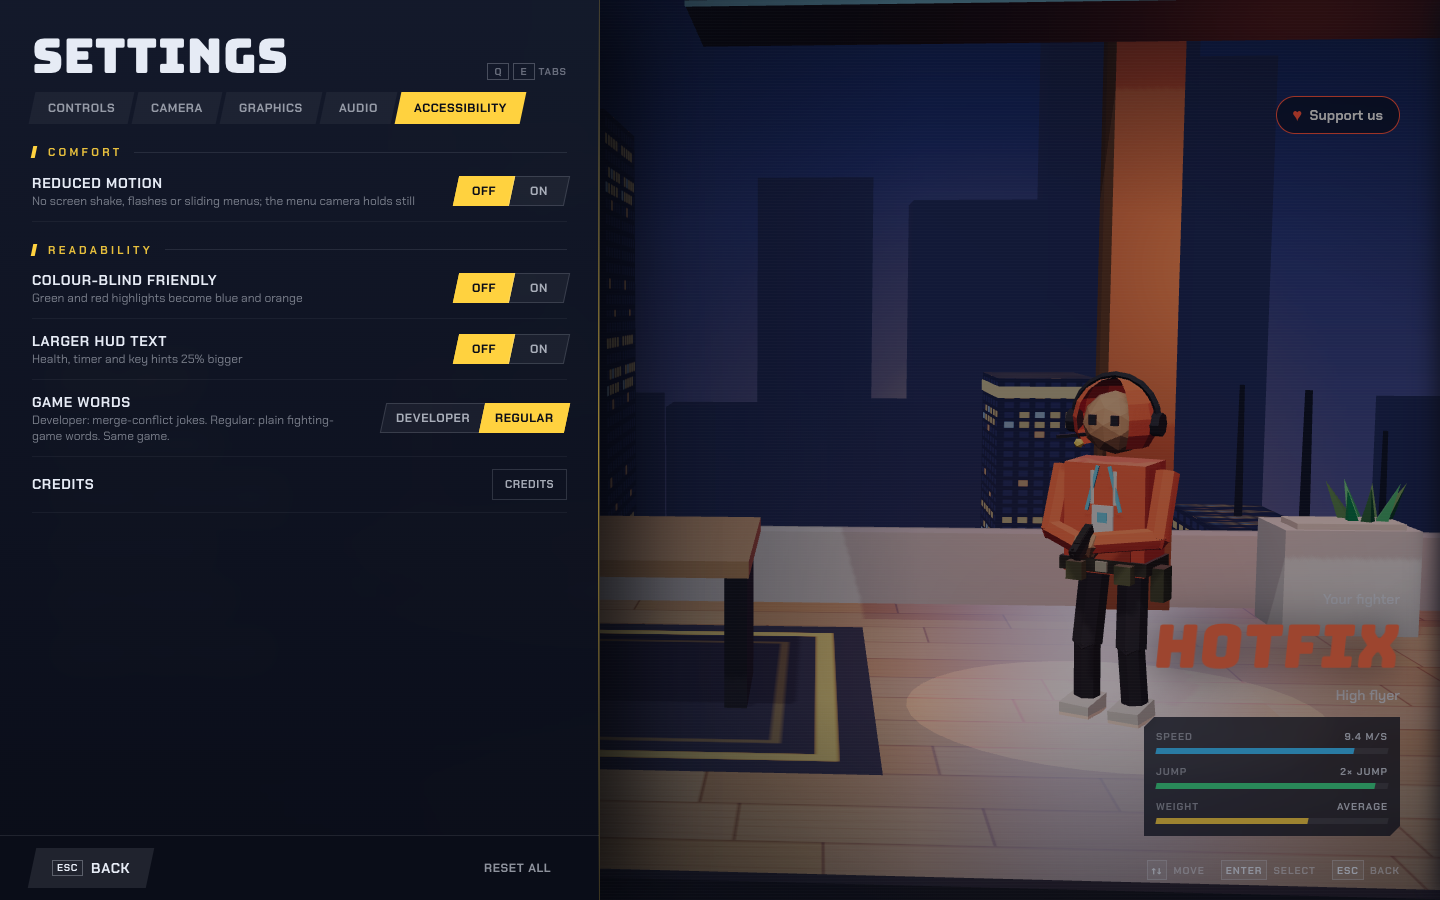 SETTINGS
Q E TABS
CONTROLS CAMERA GRAPHICS AUDIO ACCESSIBILITY
COMFORT
REDUCED MOTION
No screen shake, flashes or sliding menus; the menu camera holds still
OFF ON
READABILITY
COLOUR-BLIND FRIENDLY
Green and red highlights become blue and orange
OFF ON
LARGER HUD TEXT
Health, timer and key hints 25% bigger
OFF ON
GAME WORDS
Developer: merge-conflict jokes. Regular: plain fighting-
game words. Same game.
DEVELOPER REGULAR
CREDITS
CREDITS
ESC BACK
RESET ALL
♥ Support us
Your fighter
HOTFIX
High flyer
SPEED 9.4 M/S
JUMP 2× JUMP
WEIGHT AVERAGE
↑↓ MOVE ENTER SELECT ESC BACK